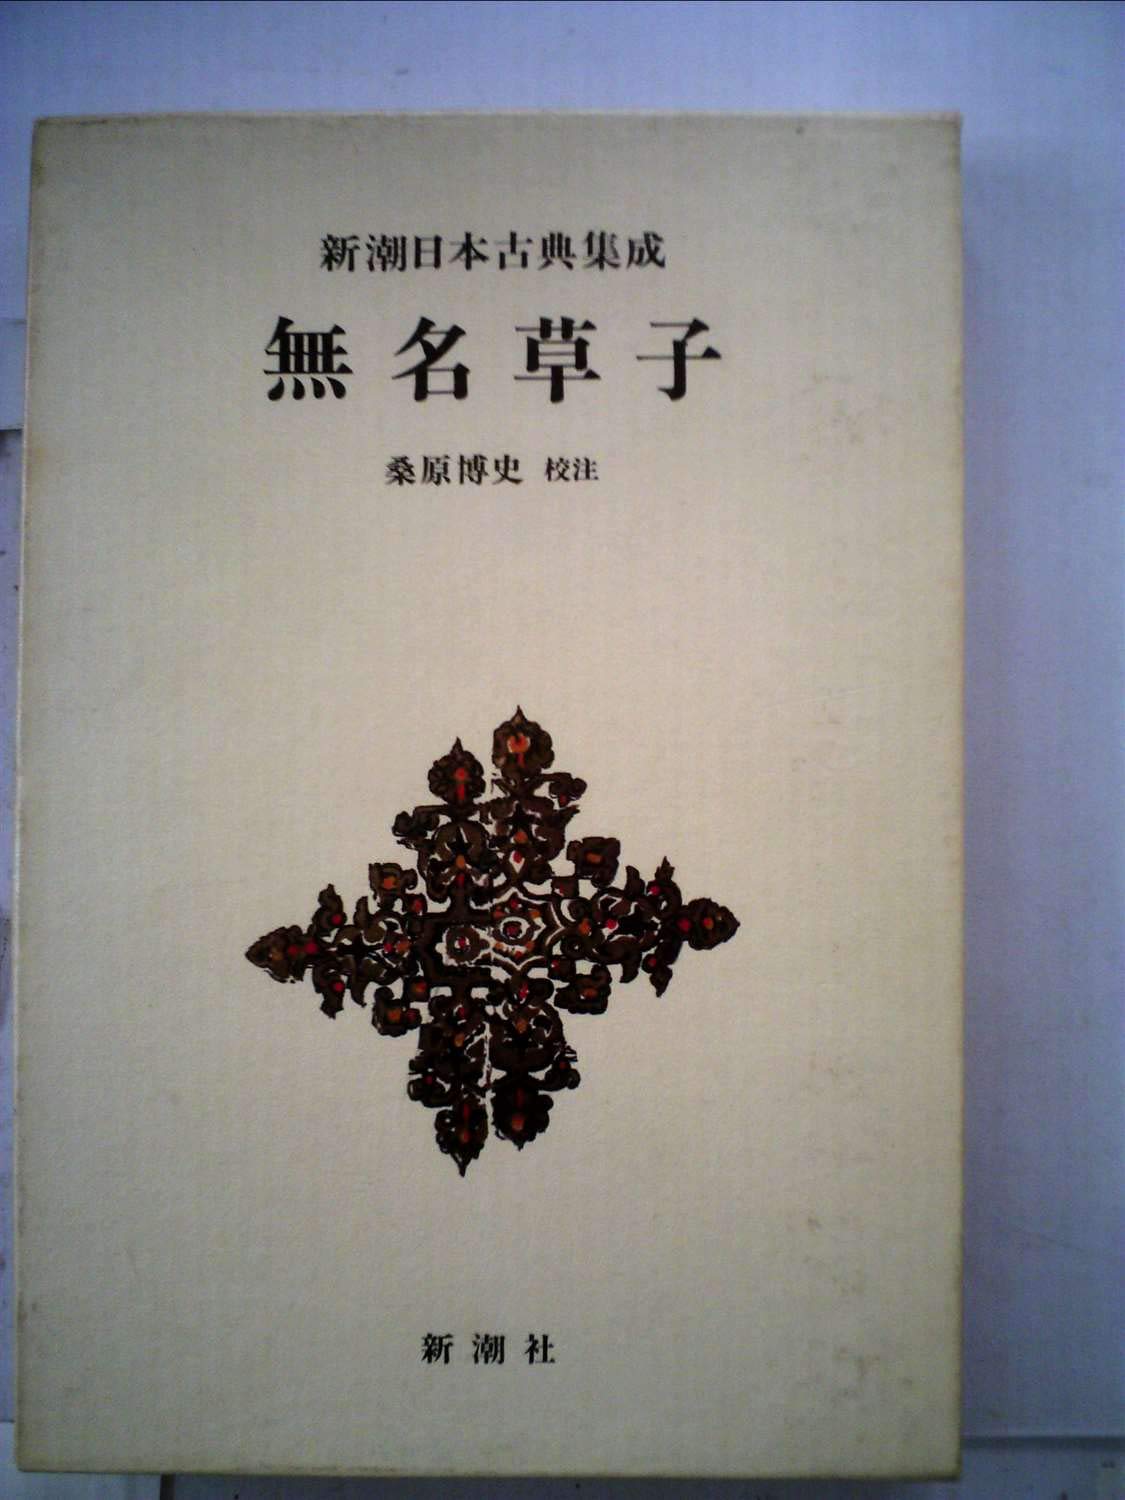 新潮日本古典集成
無名草子
桑原博史 校注
新潮社